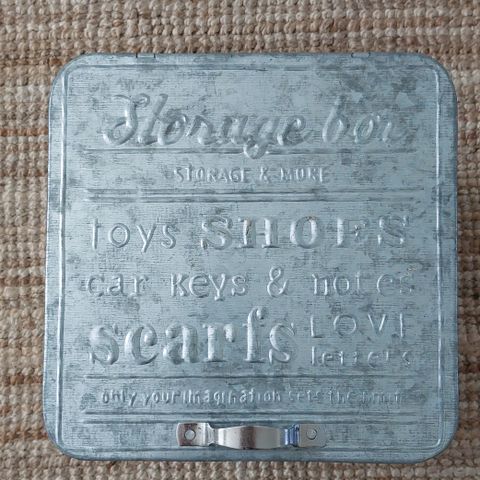 Storage box
STORAGE & MORE
toys SHOES
car keys & notes
scarfs LOVE letters
only your imagination sets the limit